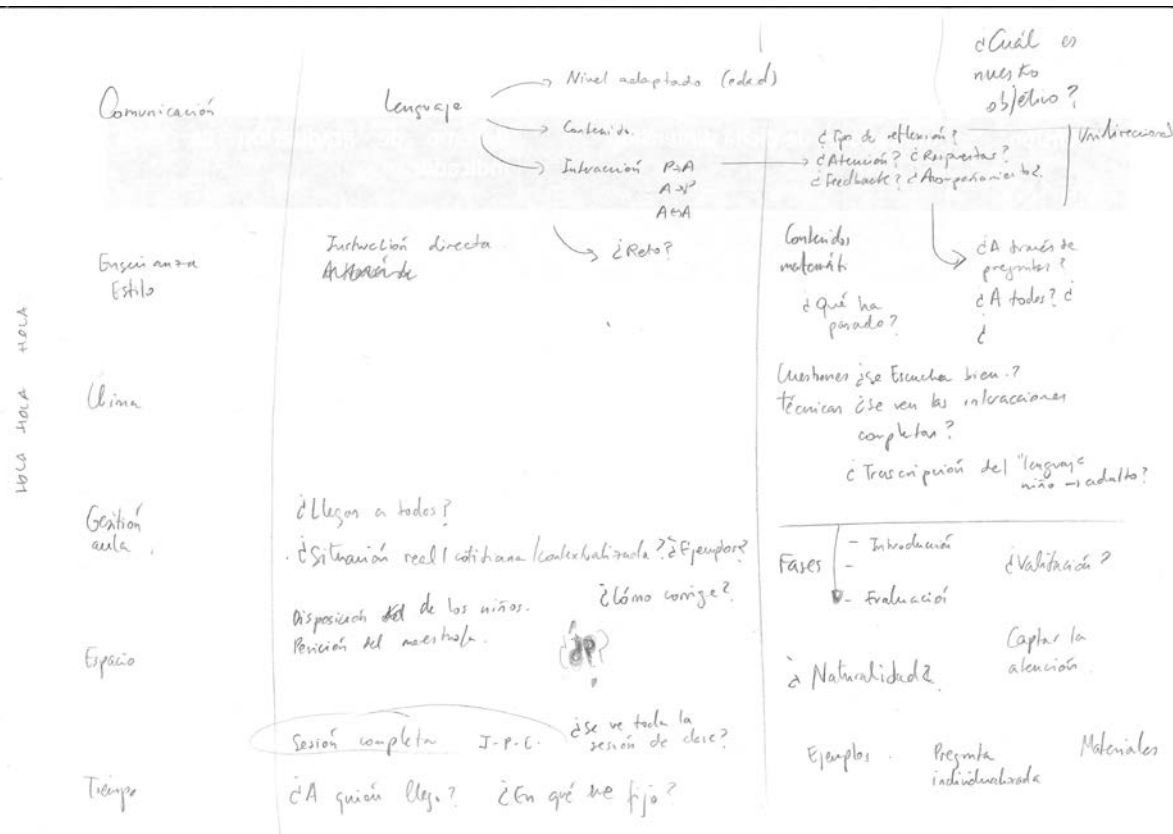 ¿Cuál es
nuestro
objetivo?
Comunicación
Lenguaje
Nivel adaptado (edad)
Contenido.
Interacción P→A
A→P
A↔A
¿Tipo de reflexión?
¿Atención? ¿Respuestas?
¿Feedback? ¿Acompañamiento?
Unidireccional
Enseñanza
Estilo
Instrucción directa
¿Reto?
Contenidos
matemáti
¿Qué ha
pasado?
¿A través de
preguntas?
¿A todos? ¿
¿
HOLA HOLA HOLA
Clima
Cuestiones ¿Se Escucha bien?
técnicas ¿Se ven las interacciones
completas?
¿Trascripción del "lenguaje
niño → adulto?
Gestión
aula
¿Llegan a todos?
¿Situación real / cotidiana / contextualizada? ¿Ejemplos?
¿Cómo corrige?
Disposición de los niños.
Posición del maestro/a.
Fases
- Introducción
-
- Evaluación
¿Validación?
Espacio
¿Naturalidad?
Captar la
atención
Sesión completa I-P-C.
¿Se ve toda la
sesión de clase?
Ejemplos
Pregunta
individualizada
Materiales
Tiempo
¿A quién llego? ¿En qué me fijo?